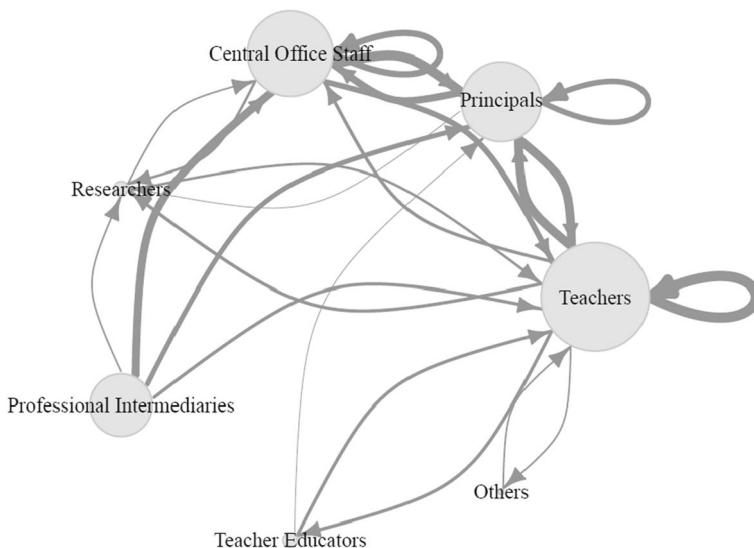 Central Office Staff
Principals
Researchers
Teachers
Professional Intermediaries
Others
Teacher Educators